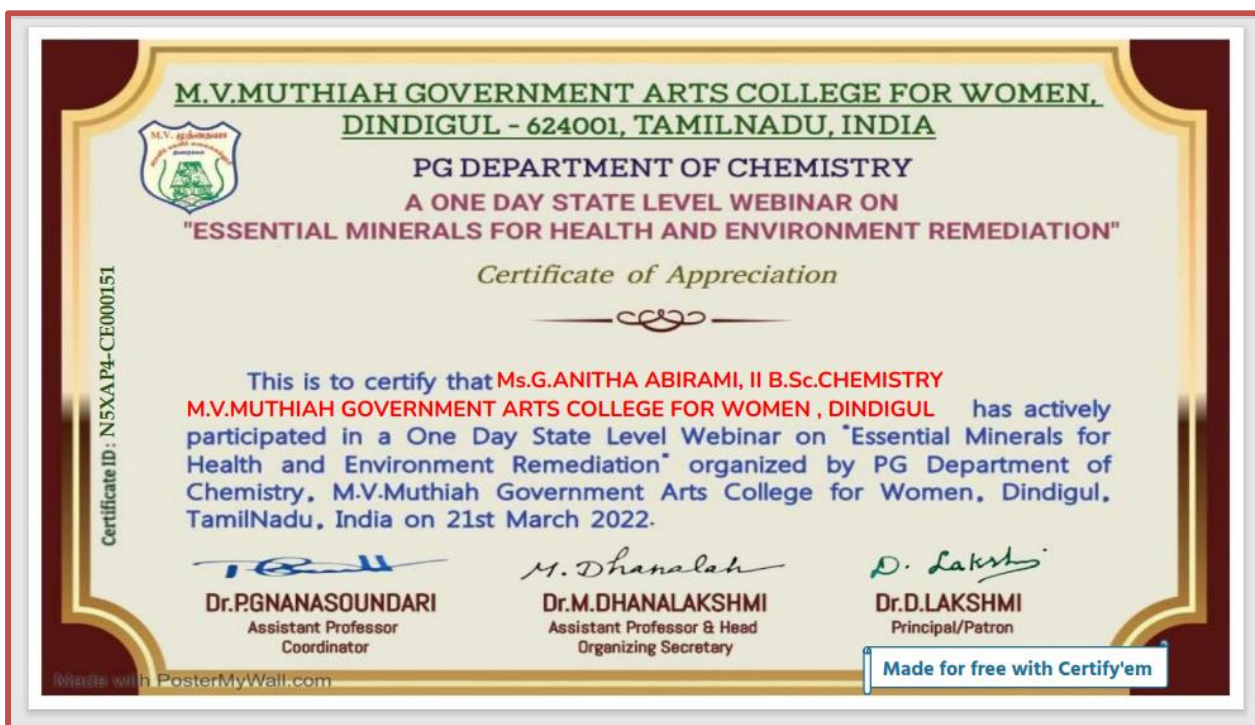 M.V.MUTHIAH GOVERNMENT ARTS COLLEGE FOR WOMEN,
DINDIGUL - 624001, TAMILNADU, INDIA
M.V. முத்தையா
PG DEPARTMENT OF CHEMISTRY
A ONE DAY STATE LEVEL WEBINAR ON
"ESSENTIAL MINERALS FOR HEALTH AND ENVIRONMENT REMEDIATION"
Certificate of Appreciation
Certificate ID : N5XAP4-CE000151
This is to certify that Ms.G.ANITHA ABIRAMI, II B.Sc.CHEMISTRY
M.V.MUTHIAH GOVERNMENT ARTS COLLEGE FOR WOMEN , DINDIGUL has actively
participated in a One Day State Level Webinar on "Essential Minerals for
Health and Environment Remediation" organized by PG Department of
Chemistry, M.V.Muthiah Government Arts College for Women, Dindigul,
TamilNadu, India on 21st March 2022.
M. Dhanalah D. Lakshi
Dr.P.GNANASOUNDARI Dr.M.DHANALAKSHMI Dr.D.LAKSHMI
Assistant Professor Assistant Professor & Head Principal/Patron
Coordinator Organizing Secretary
Made with PosterMyWall.com
Made for free with Certify'em